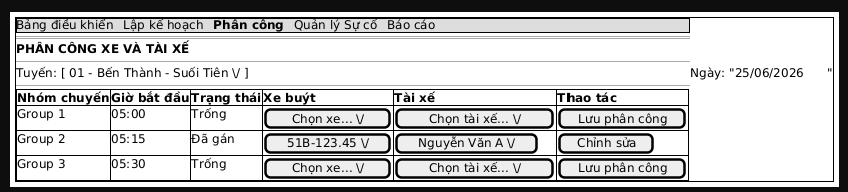 Bảng điều khiển Lập kế hoạch Phân công Quản lý Sự cố Báo cáo
PHÂN CÔNG XE VÀ TÀI XẾ
Tuyến: [ 01 - Bến Thành - Suối Tiên \/ ] Ngày: "25/06/2026 "
Nhóm chuyến Giờ bắt đầu Trạng thái Xe buýt Tài xế Thao tác
Group 1 05:00 Trống Chọn xe... \/ Chọn tài xế... \/ Lưu phân công
Group 2 05:15 Đã gán 51B-123.45 \/ Nguyễn Văn A \/ Chỉnh sửa
Group 3 05:30 Trống Chọn xe... \/ Chọn tài xế... \/ Lưu phân công